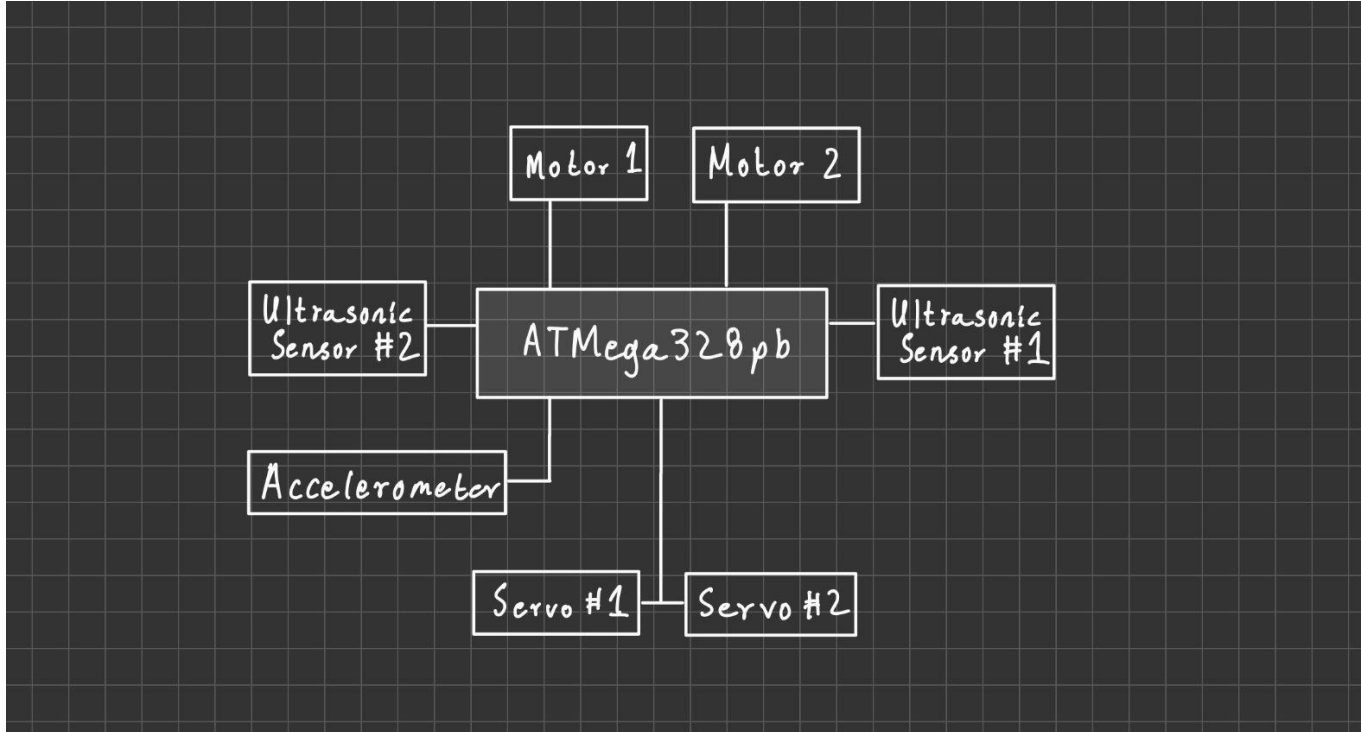 Motor 1
Motor 2
Ultrasonic
Sensor #2
ATMega328pb
Ultrasonic
Sensor #1
Accelerometer
Servo #1
Servo #2